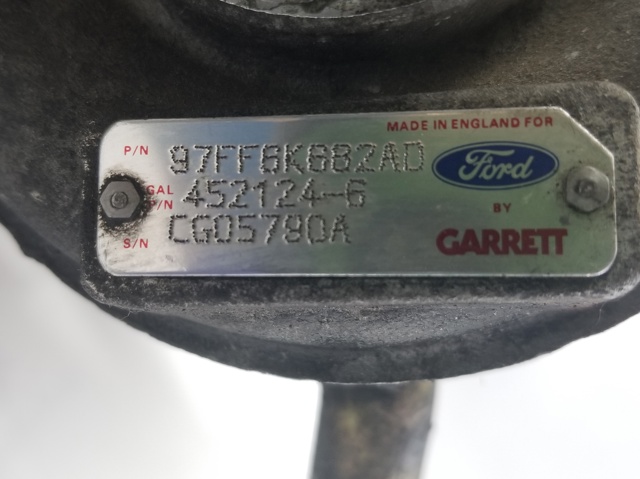 MADE IN ENGLAND FOR
P/N 97FF6K682AD
Ford
GAL P/N 452124-6
BY
S/N CG05780A
GARRETT